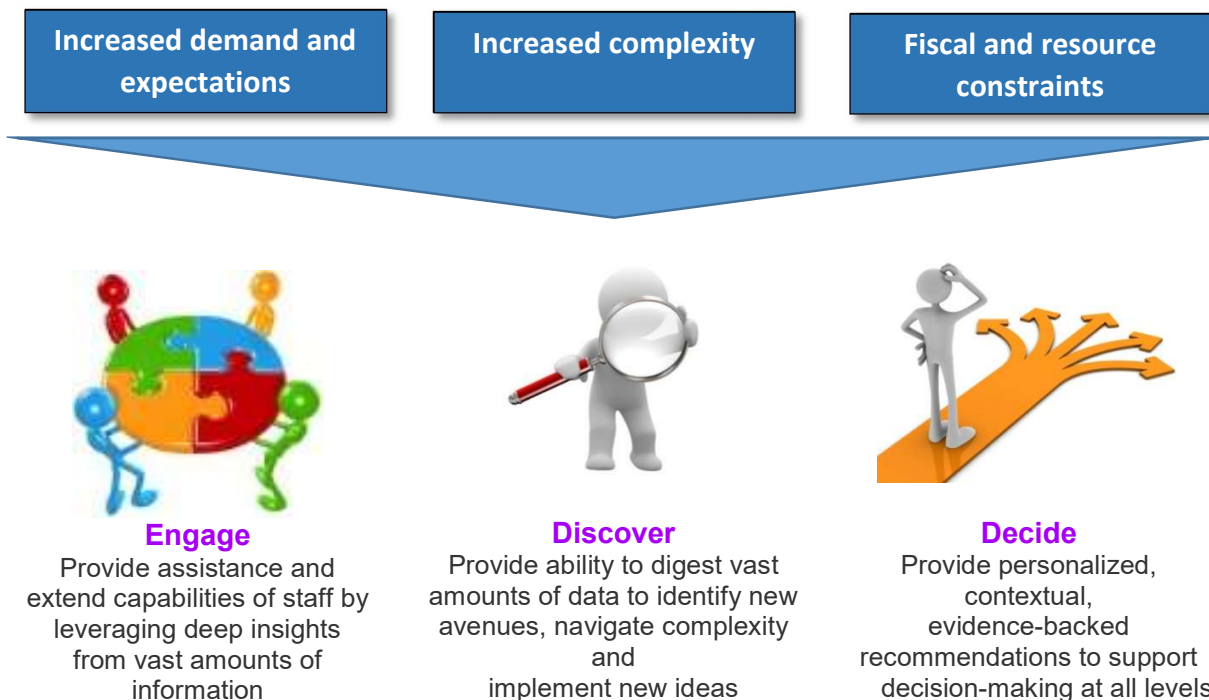 Increased demand and
expectations
Increased complexity
Fiscal and resource
constraints
Engage
Provide assistance and
extend capabilities of staff by
leveraging deep insights
from vast amounts of
information
Discover
Provide ability to digest vast
amounts of data to identify new
avenues, navigate complexity
and
implement new ideas
Decide
Provide personalized,
contextual,
evidence-backed
recommendations to support
decision-making at all levels